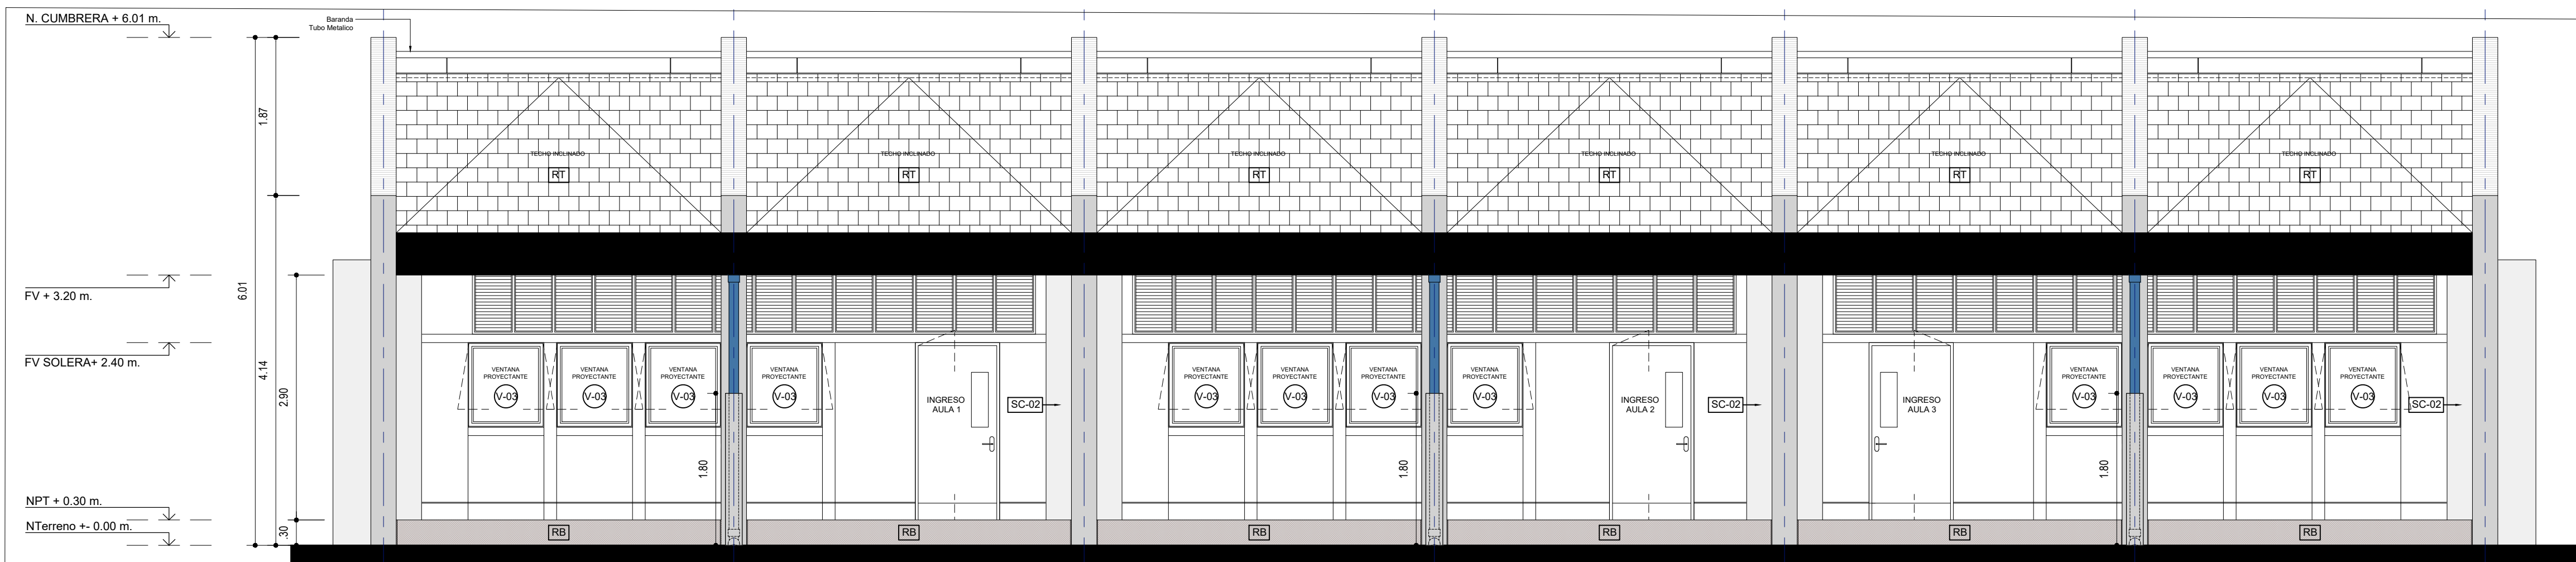 N. CUMBRERA + 6.01 m.
Baranda
Tubo Metalico
1.87
6.01
4.14
2.90
.30
FV + 3.20 m.
FV SOLERA+ 2.40 m.
NPT + 0.30 m.
NTerreno +- 0.00 m.
TECHO INCLINADO
RT
TECHO INCLINADO
RT
TECHO INCLINADO
RT
TECHO INCLINADO
RT
TECHO INCLINADO
RT
TECHO INCLINADO
RT
VENTANA
PROYECTANTE
V-03
VENTANA
PROYECTANTE
V-03
VENTANA
PROYECTANTE
V-03
1.80
VENTANA
PROYECTANTE
V-03
INGRESO
AULA 1
SC-02
VENTANA
PROYECTANTE
V-03
VENTANA
PROYECTANTE
V-03
VENTANA
PROYECTANTE
V-03
1.80
VENTANA
PROYECTANTE
V-03
INGRESO
AULA 2
SC-02
INGRESO
AULA 3
VENTANA
PROYECTANTE
V-03
1.80
VENTANA
PROYECTANTE
V-03
VENTANA
PROYECTANTE
V-03
VENTANA
PROYECTANTE
V-03
SC-02
RB
RB
RB
RB
RB
RB